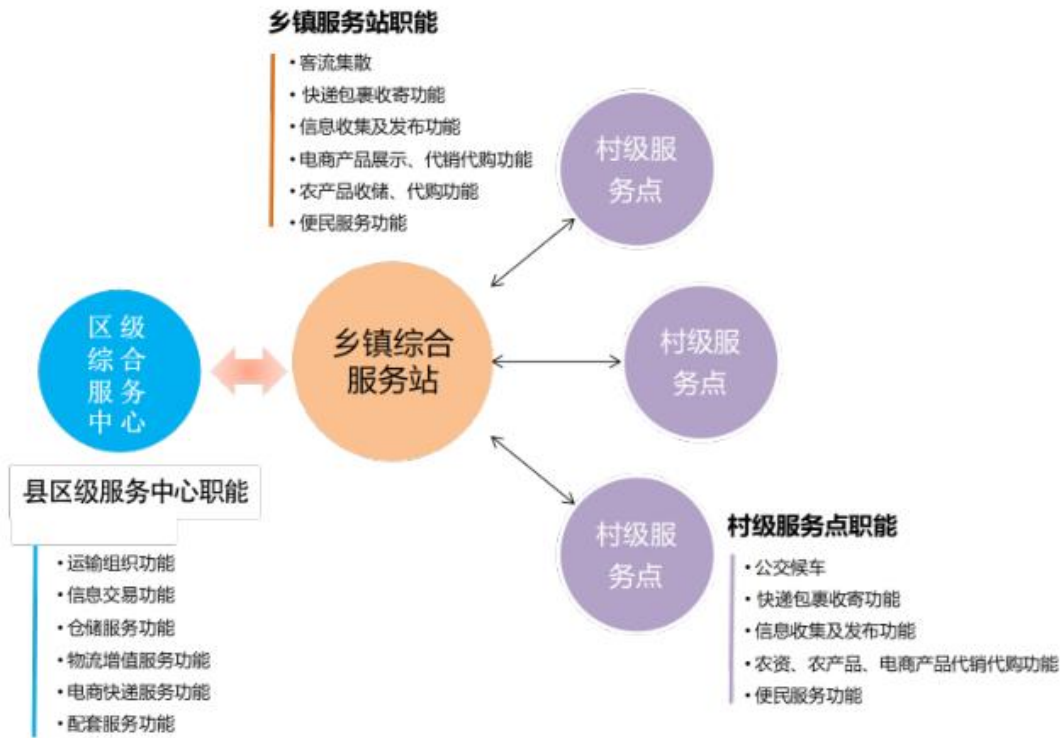 乡镇服务站职能
•客流集散
•快递包裹收寄功能
•信息收集及发布功能
•电商产品展示、代销代购功能
•农产品收储、代购功能
•便民服务功能
村级服
务点
区级
综合
服务
中心
乡镇综合
服务站
村级服
务点
县区级服务中心职能
•运输组织功能
•信息交易功能
•仓储服务功能
•物流增值服务功能
•电商快递服务功能
•配套服务功能
村级服
务点
村级服务点职能
•公交候车
•快递包裹收寄功能
•信息收集及发布功能
•农资、农产品、电商产品代销代购功能
•便民服务功能